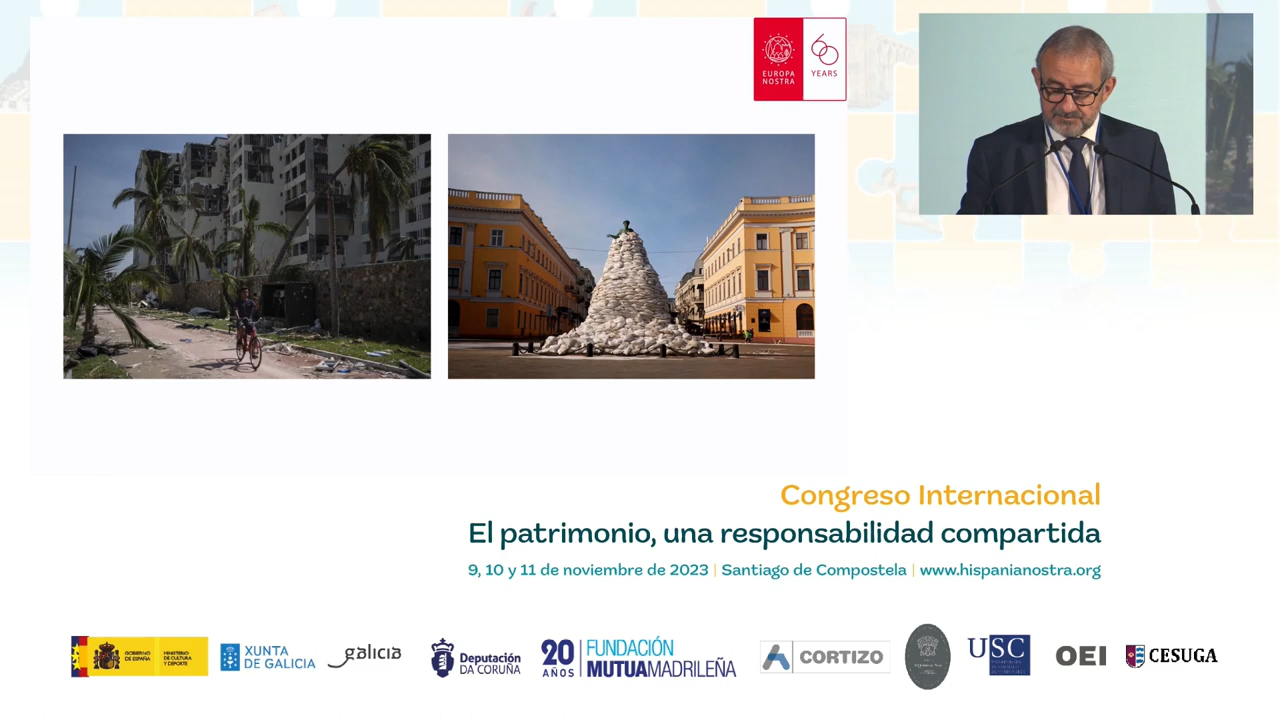 EUROPA
NOSTRA
60
YEARS
Congreso Internacional
El patrimonio, una responsabilidad compartida
9, 10 y 11 de noviembre de 2023 | Santiago de Compostela | www.hispanianostra.org
GOBIERNO
DE ESPAÑA
MINISTERIO
DE CULTURA
Y DEPORTE
XUNTA
DE GALICIA
galicia
Deputación
DA CORUÑA
20
AÑOS
FUNDACIÓN
MUTUAMADRILEÑA
CORTIZO
USC
OEI
CESUGA